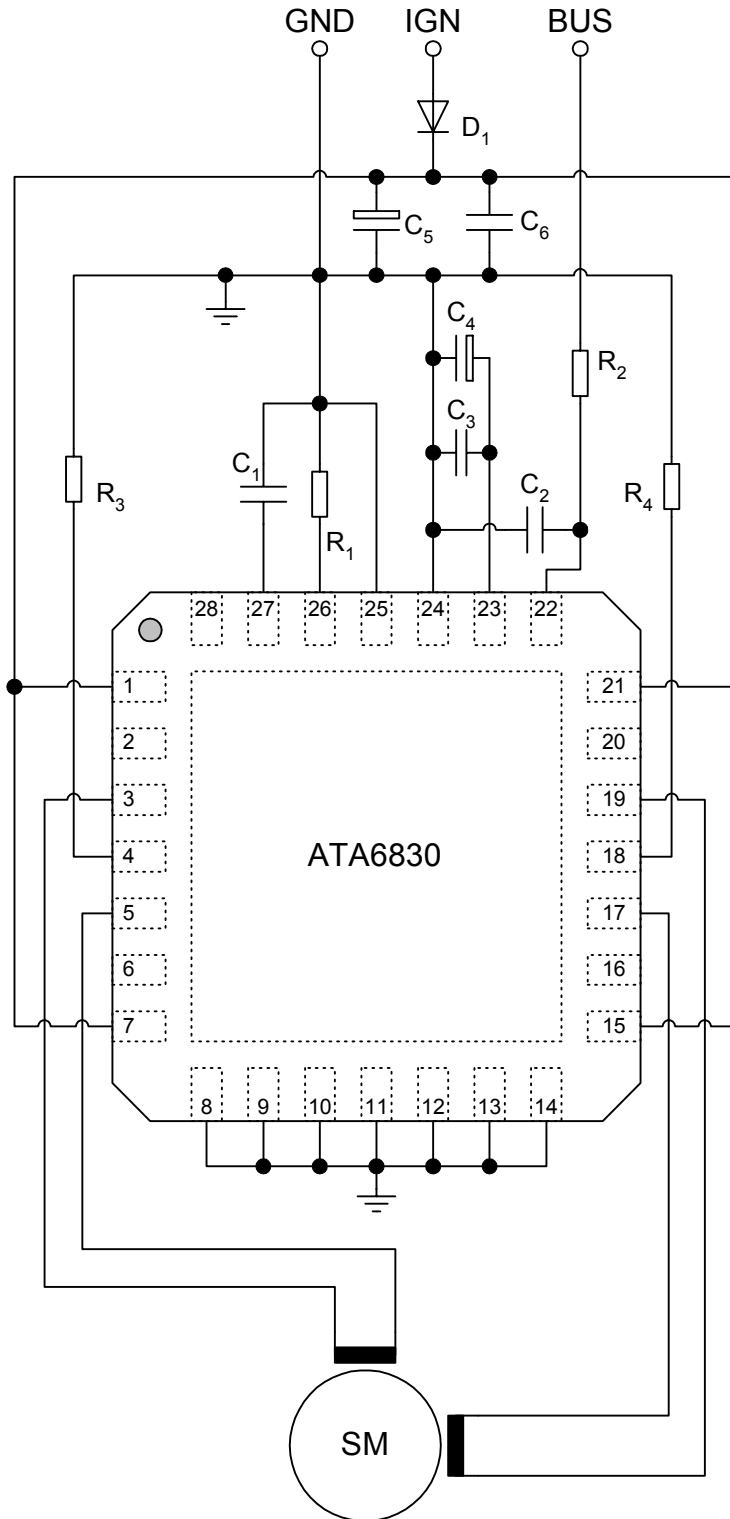 GND IGN BUS
D1
C5 C6
C4
R2
C3
C1 R3 C2 R4
R1
28 27 26 25 24 23 22
1 21
2 20
3 19
ATA6830
4 18
5 17
6 16
7 15
8 9 10 11 12 13 14
SM